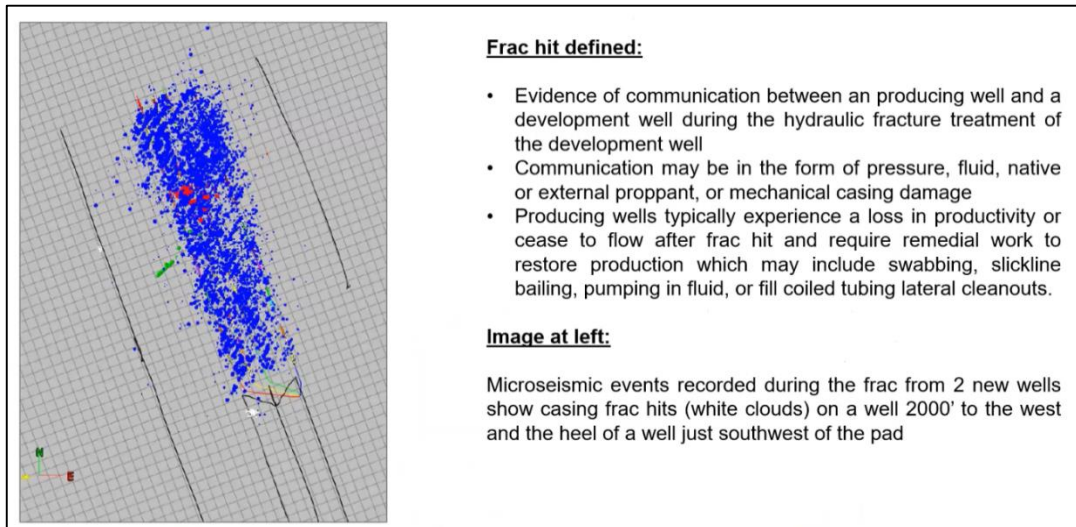 Frac hit defined:
• Evidence of communication between an producing well and a
development well during the hydraulic fracture treatment of
the development well
• Communication may be in the form of pressure, fluid, native
or external proppant, or mechanical casing damage
• Producing wells typically experience a loss in productivity or
cease to flow after frac hit and require remedial work to
restore production which may include swabbing, slickline
bailing, pumping in fluid, or fill coiled tubing lateral cleanouts.
Image at left:
Microseismic events recorded during the frac from 2 new wells
show casing frac hits (white clouds) on a well 2000' to the west
and the heel of a well just southwest of the pad
N
E